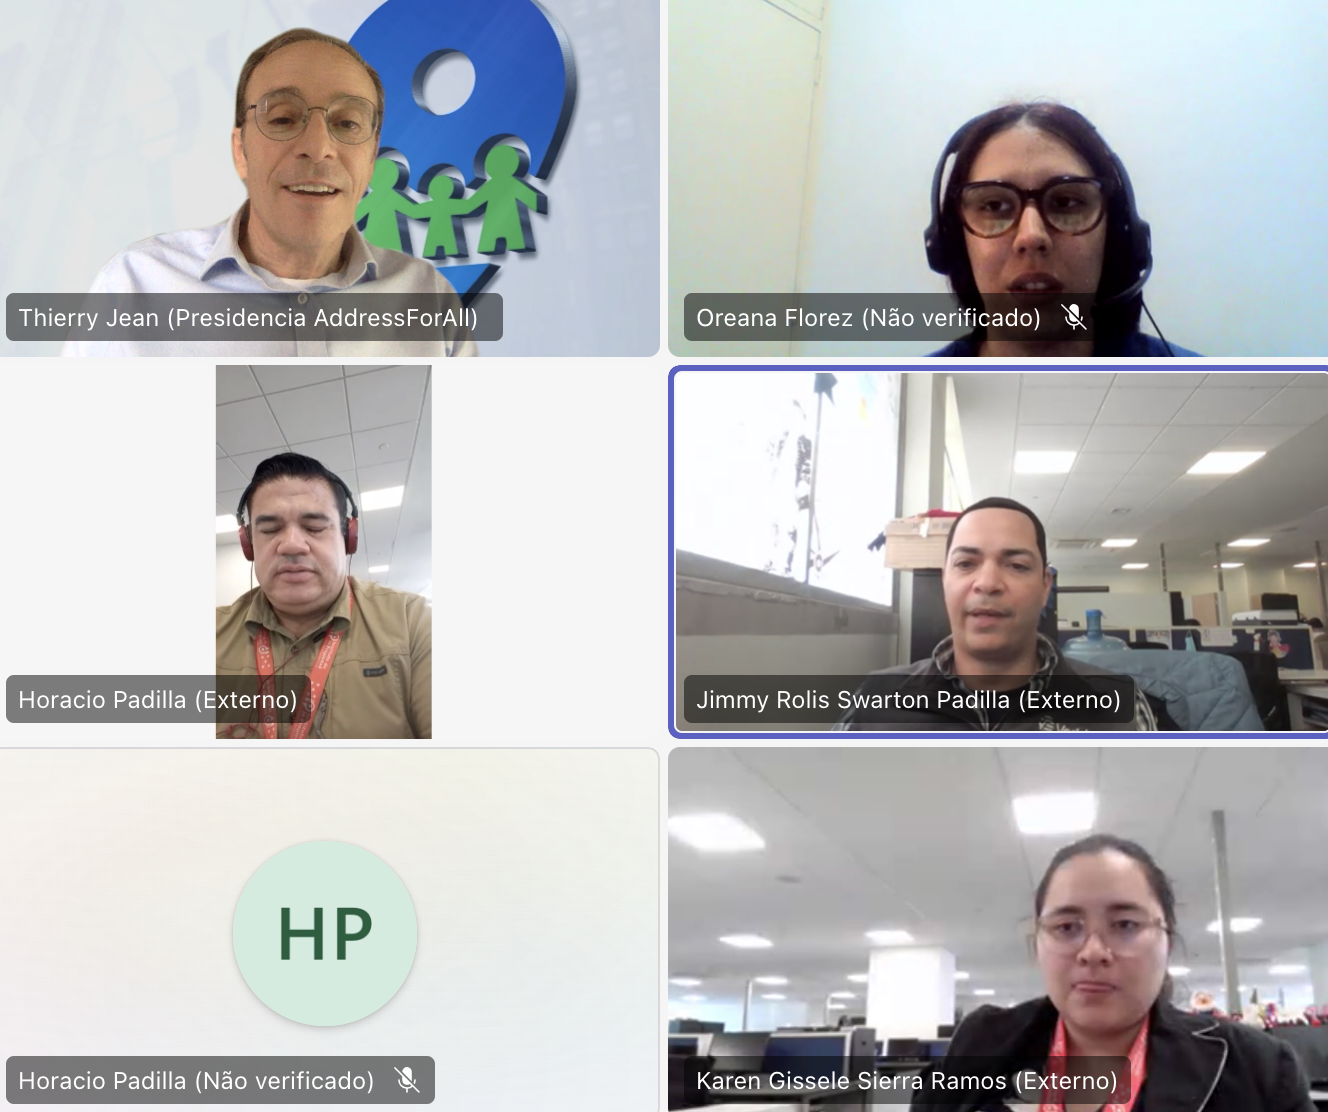 Thierry Jean (Presidencia AddressForAll)
Oreana Florez (Não verificado)
Horacio Padilla (Externo)
Jimmy Rolis Swarton Padilla (Externo)
HP
Horacio Padilla (Não verificado)
Karen Gissele Sierra Ramos (Externo)